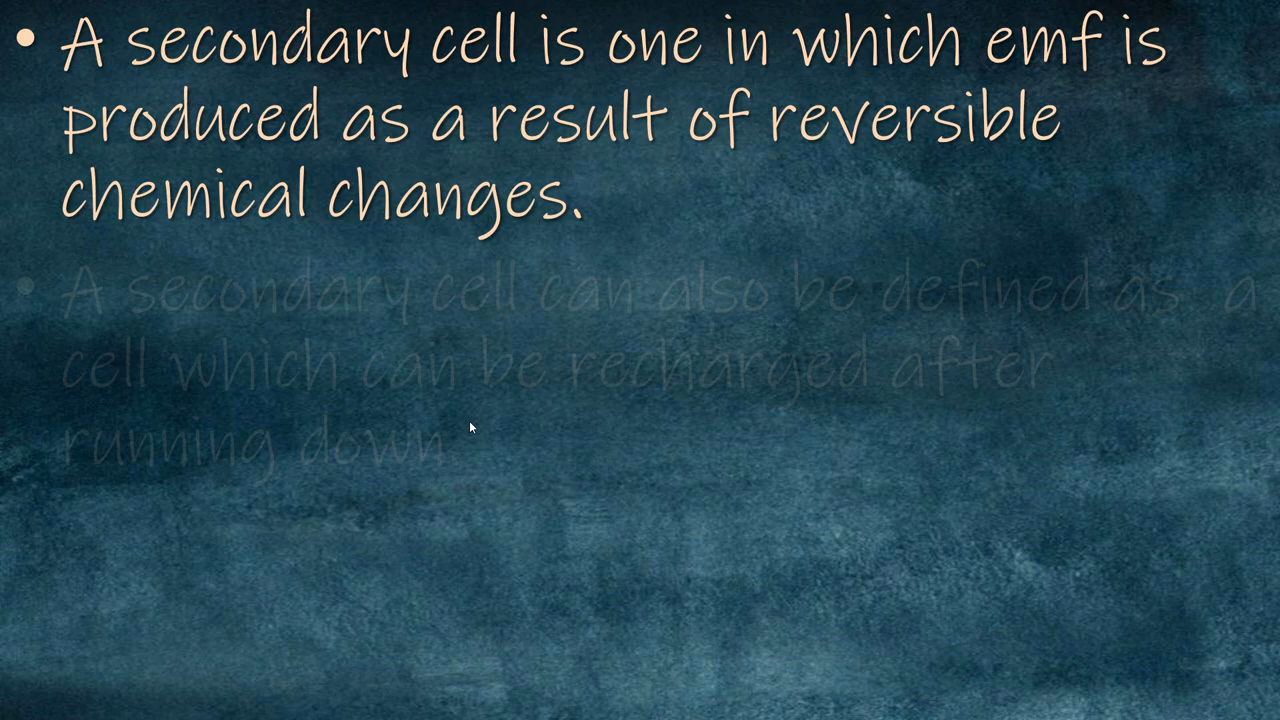 • A secondary cell is one in which emf is
produced as a result of reversible
chemical changes.
• A secondary cell can also be defined as a
cell which can be recharged after
running down.